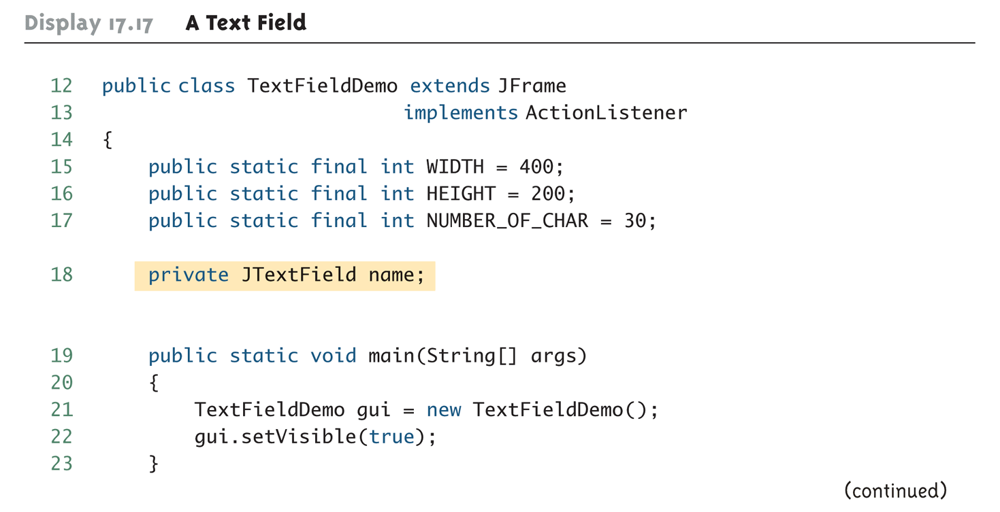 Display 17.17 A Text Field
12 public class TextFieldDemo extends JFrame
13 implements ActionListener
14 {
15 public static final int WIDTH = 400;
16 public static final int HEIGHT = 200;
17 public static final int NUMBER_OF_CHAR = 30;
18 private JTextField name;
19 public static void main(String[] args)
20 {
21 TextFieldDemo gui = new TextFieldDemo();
22 gui.setVisible(true);
23 }
(continued)